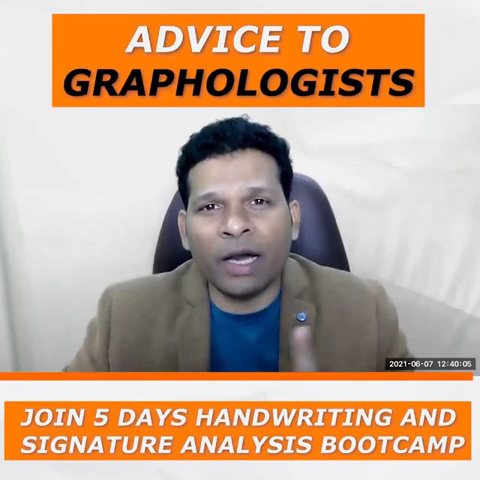 ADVICE TO
GRAPHOLOGISTS
2021-06-07 12:40:05
JOIN 5 DAYS HANDWRITING AND
SIGNATURE ANALYSIS BOOTCAMP